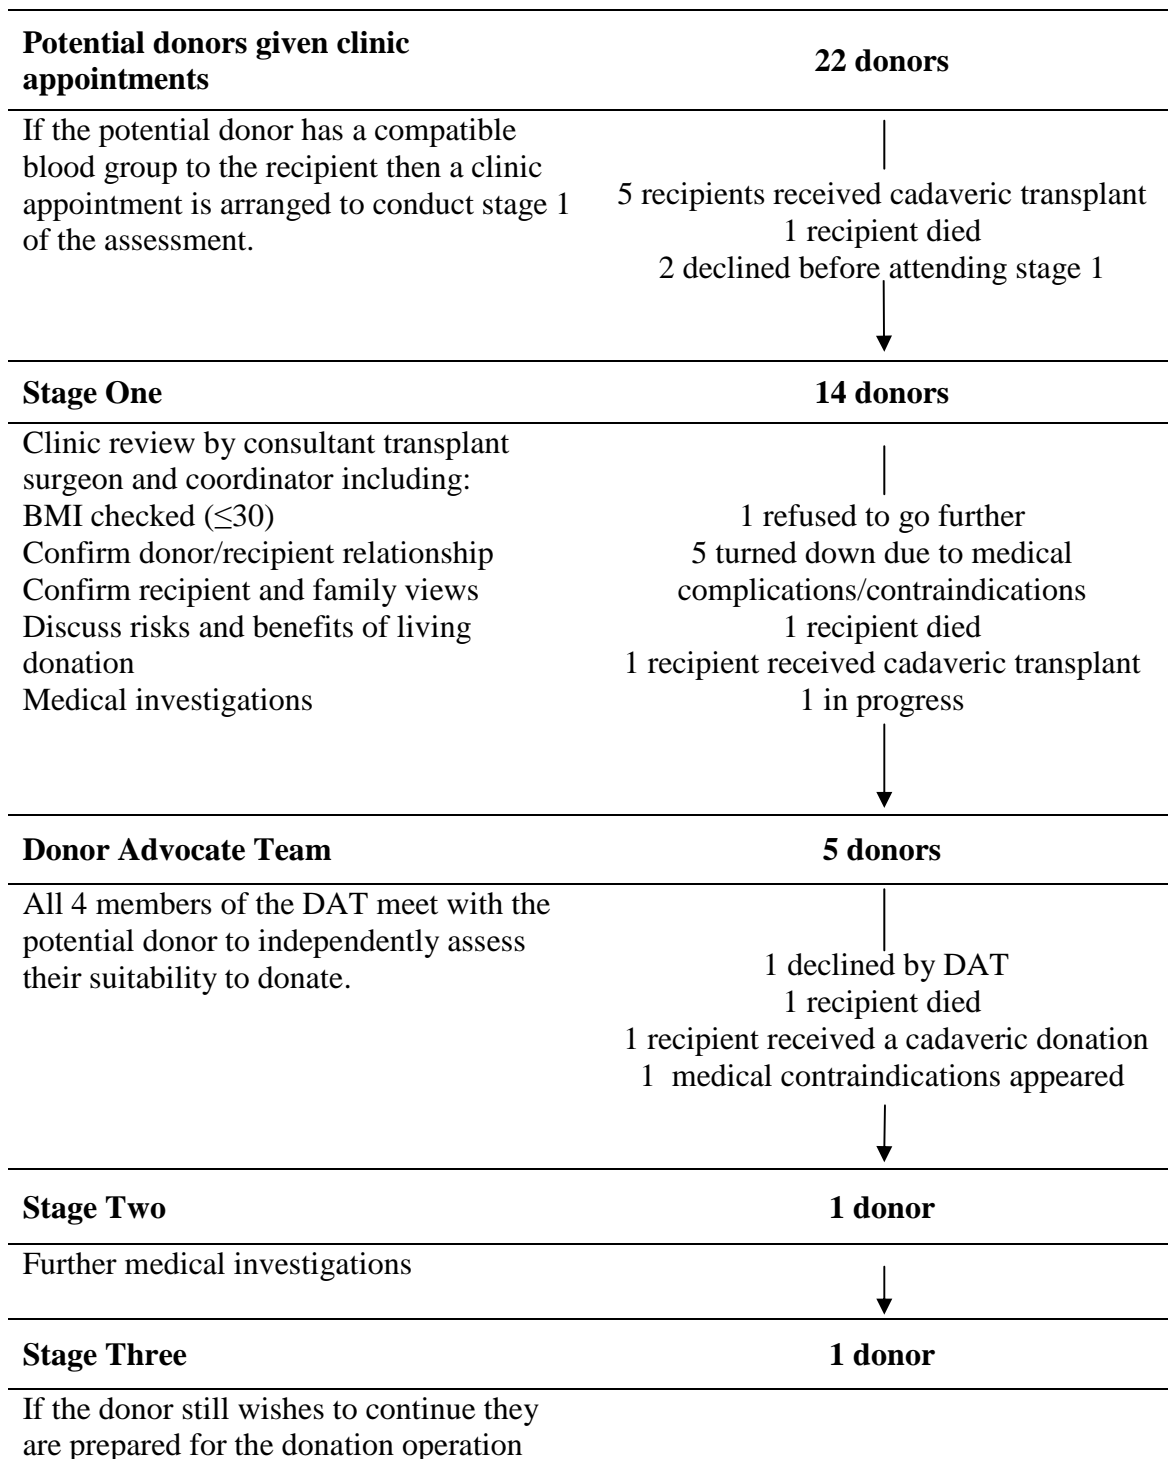 Potential donors given clinic
appointments
22 donors
If the potential donor has a compatible
blood group to the recipient then a clinic
appointment is arranged to conduct stage 1
of the assessment.
5 recipients received cadaveric transplant
1 recipient died
2 declined before attending stage 1
Stage One
14 donors
Clinic review by consultant transplant
surgeon and coordinator including:
BMI checked (≤30)
Confirm donor/recipient relationship
Confirm recipient and family views
Discuss risks and benefits of living
donation
Medical investigations
1 refused to go further
5 turned down due to medical
complications/contraindications
1 recipient died
1 recipient received cadaveric transplant
1 in progress
Donor Advocate Team
5 donors
All 4 members of the DAT meet with the
potential donor to independently assess
their suitability to donate.
1 declined by DAT
1 recipient died
1 recipient received a cadaveric donation
1 medical contraindications appeared
Stage Two
1 donor
Further medical investigations
Stage Three
1 donor
If the donor still wishes to continue they
are prepared for the donation operation